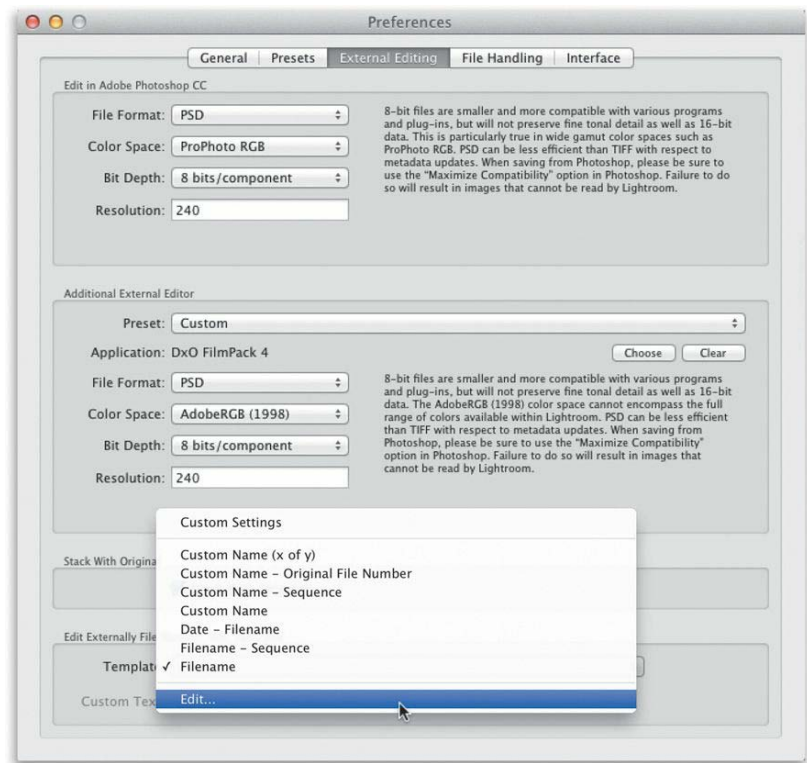 Preferences
General Presets External Editing File Handling Interface
Edit in Adobe Photoshop CC
File Format: PSD
Color Space: ProPhoto RGB
Bit Depth: 8 bits/component
Resolution: 240
8-bit files are smaller and more compatible with various programs
and plug-ins, but will not preserve fine tonal detail as well as 16-bit
data. This is particularly true in wide gamut color spaces such as
ProPhoto RGB. PSD can be less efficient than TIFF with respect to
metadata updates. When saving from Photoshop, please be sure to
use the “Maximize Compatibility” option in Photoshop. Failure to do
so will result in images that cannot be read by Lightroom.
Additional External Editor
Preset: Custom
Application: DxO FilmPack 4 Choose Clear
File Format: PSD
Color Space: AdobeRGB (1998)
Bit Depth: 8 bits/component
Resolution: 240
8-bit files are smaller and more compatible with various programs
and plug-ins, but will not preserve fine tonal detail as well as 16-bit
data. The AdobeRGB (1998) color space cannot encompass the full
range of colors available within Lightroom. PSD can be less efficient
than TIFF with respect to metadata updates. When saving from
Photoshop, please be sure to use the “Maximize Compatibility”
option in Photoshop. Failure to do so will result in images that
cannot be read by Lightroom.
Custom Settings
Custom Name (x of y)
Stack With Origina
Custom Name – Original File Number
Custom Name – Sequence
Custom Name
Date – Filename
Edit Externally File
Filename – Sequence
Templat ✓ Filename
Custom Tex Edit...